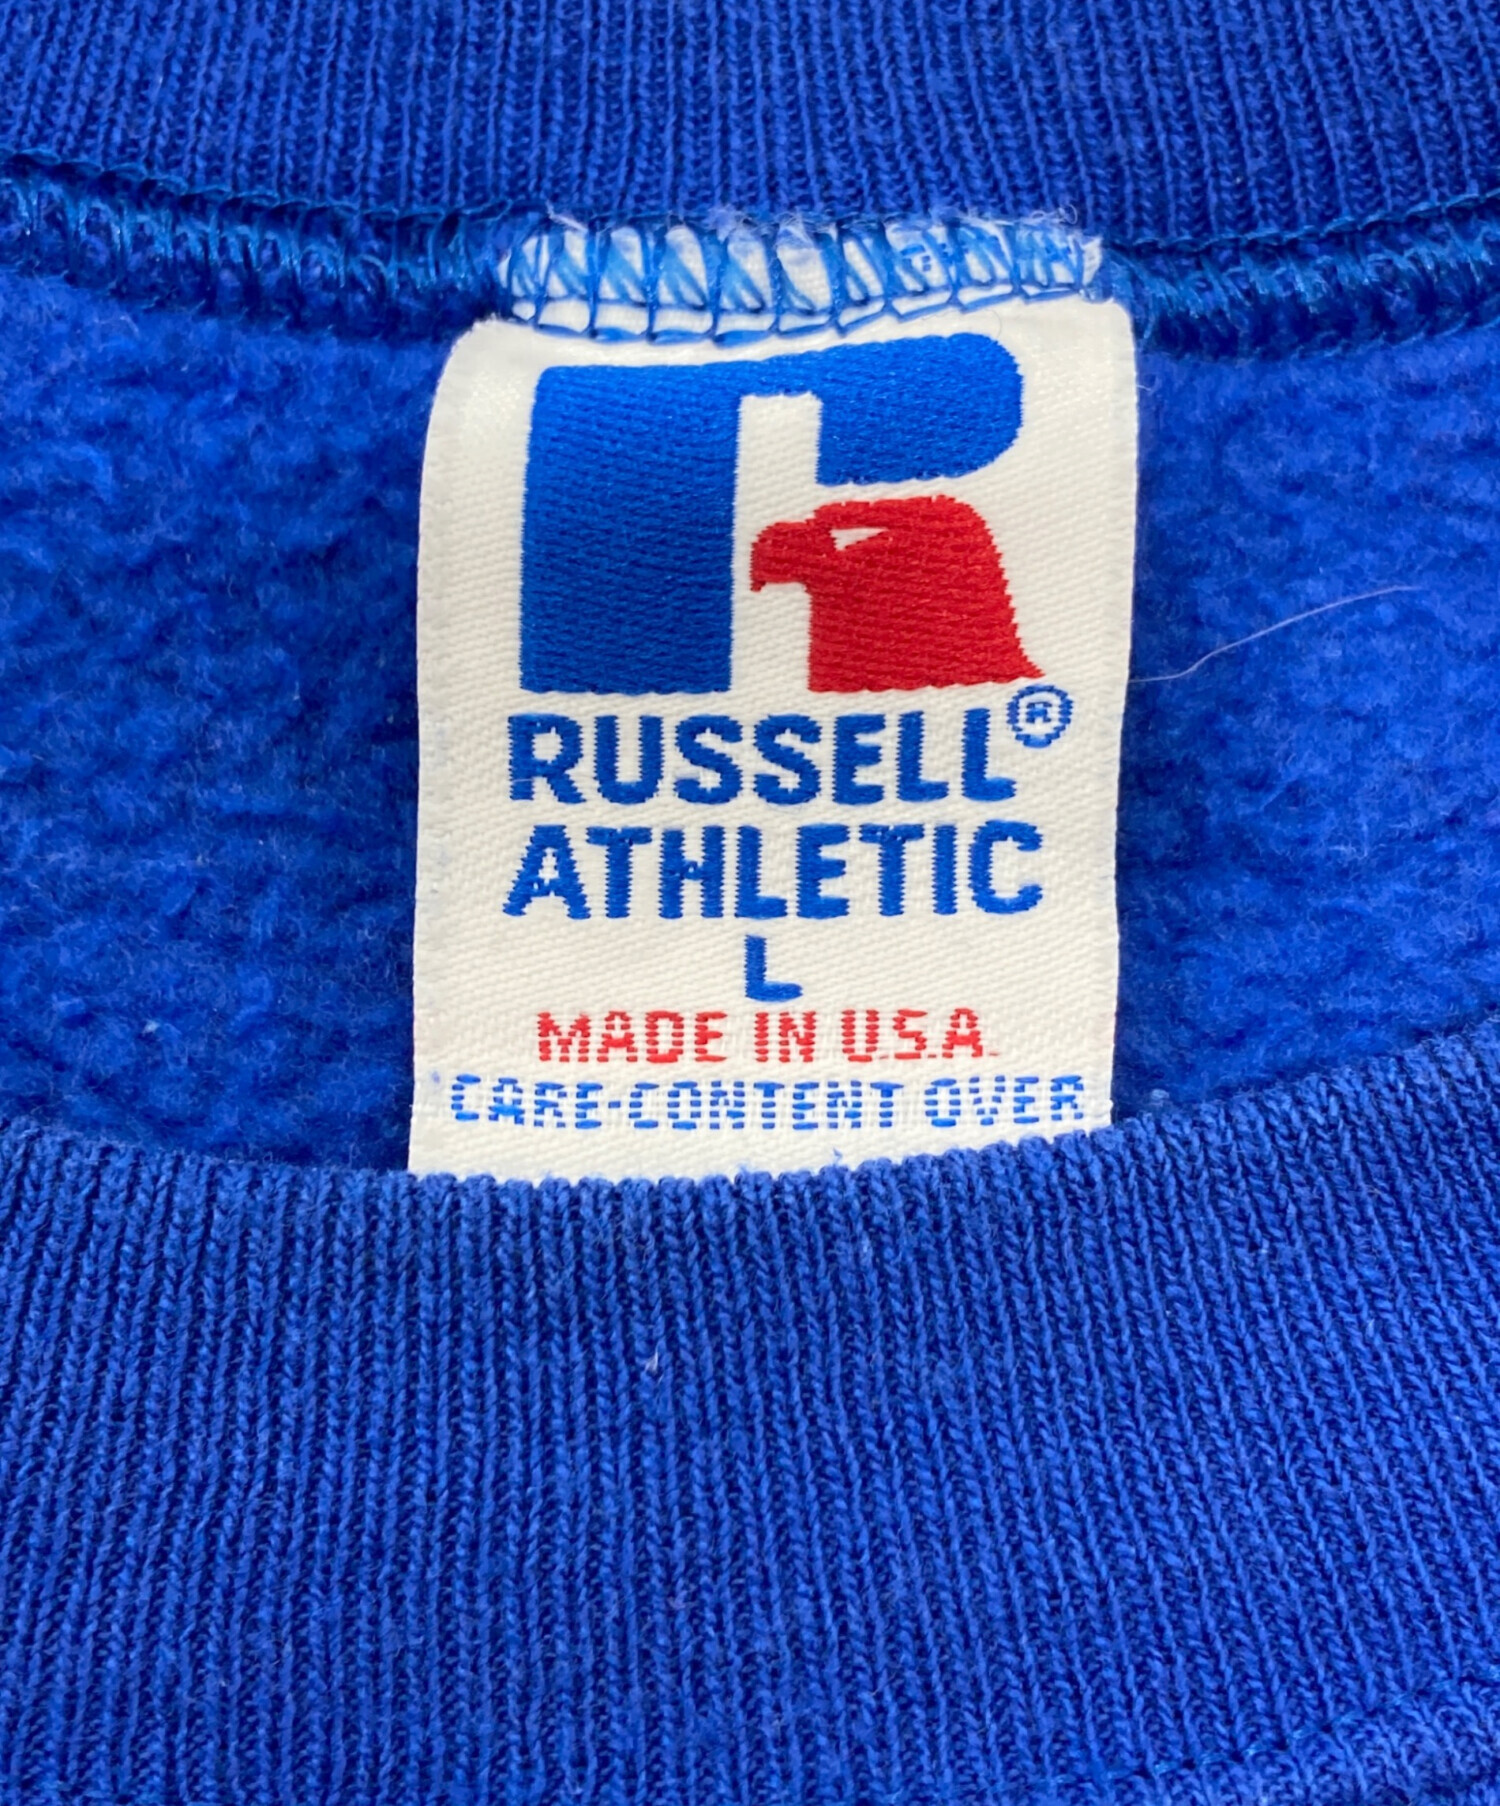 RUSSELL®
ATHLETIC
L
MADE IN U.S.A.
CARE-CONTENT OVER